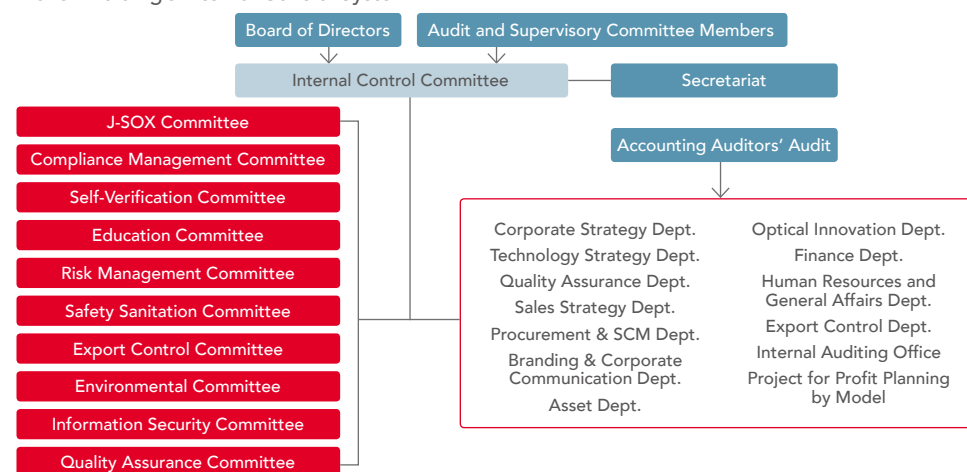 Board of Directors
Audit and Supervisory Committee Members
Internal Control Committee
Secretariat
J-SOX Committee
Compliance Management Committee
Self-Verification Committee
Education Committee
Risk Management Committee
Safety Sanitation Committee
Export Control Committee
Environmental Committee
Information Security Committee
Quality Assurance Committee
Accounting Auditors’ Audit
Corporate Strategy Dept.
Technology Strategy Dept.
Quality Assurance Dept.
Sales Strategy Dept.
Procurement & SCM Dept.
Branding & Corporate
Communication Dept.
Asset Dept.
Optical Innovation Dept.
Finance Dept.
Human Resources and
General Affairs Dept.
Export Control Dept.
Internal Auditing Office
Project for Profit Planning
by Model